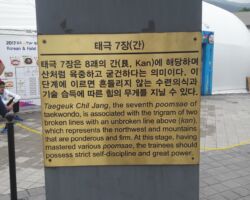 태극 7장(간)
태극 7장은 8괘의 간(艮, Kan)에 해당하며
산처럼 육중하고 굳건하다는 의미이다. 이
단계에 이르면 흔들리지 않는 수련의식과
기술 습득에 따른 힘의 무게를 지닐 수 있다.
Taegeuk Chil Jang, the seventh poomsae of
taekwondo, is associated with the trigram of two
broken lines with an unbroken line above (kan)
which represents the northwest and mountains
that are ponderous and firm. At this stage, having
mastered various poomsae, the trainees should
possess strict self-discipline and great power.